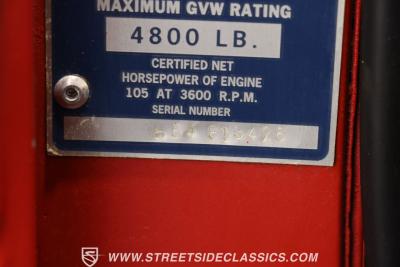 MAXIMUM GVW RATING
4800 LB.
CERTIFIED NET
HORSEPOWER OF ENGINE
105 AT 3600 R.P.M.
SERIAL NUMBER
WWW.STREETSIDECLASSICS.COM